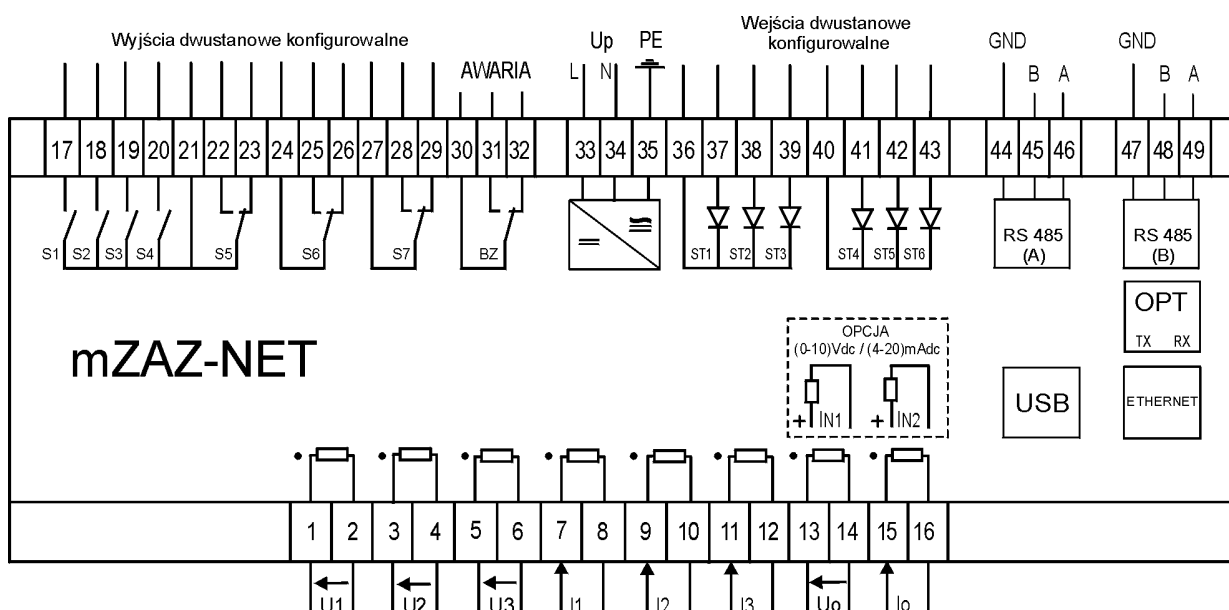 Wyjścia dwustanowe konfigurowalne
AWARIA
Up PE
L N
Wejścia dwustanowe
konfigurowalne
GND B A
GND B A
17 18 19 20 21 22 23 24 25 26 27 28 29 30 31 32 33 34 35 36 37 38 39 40 41 42 43 44 45 46 47 48 49
S1 S2 S3 S4 S5 S6 S7 BZ ST1 ST2 ST3 ST4 ST5 ST6
RS 485
(A)
RS 485
(B)
OPT
TX RX
mZAZ-NET
OPCJA
(0-10)Vdc / (4-20)mAdc
+ IN1 + IN2
USB
ETHERNET
1 2 3 4 5 6 7 8 9 10 11 12 13 14 15 16
U1 U2 U3 I1 I2 I3 Uo Io